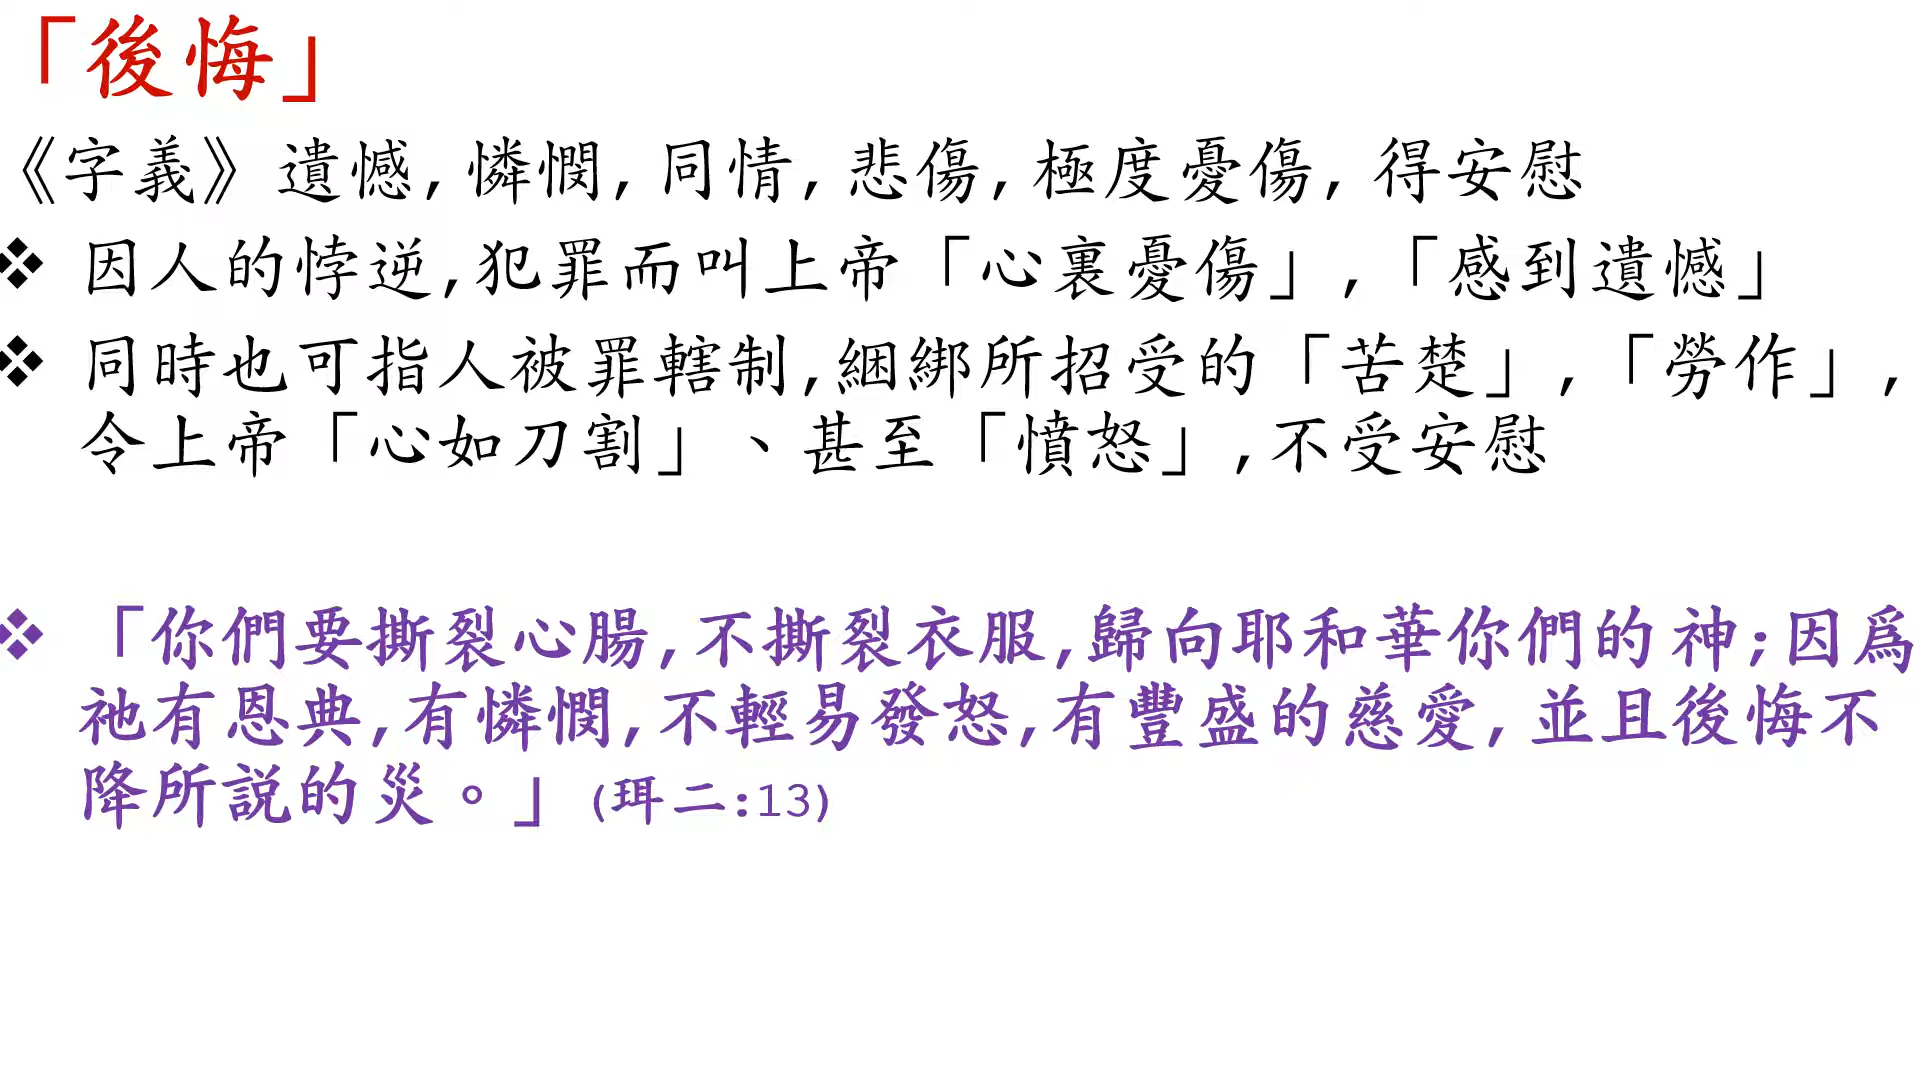 「後悔」
《字義》遺憾,憐憫,同情,悲傷,極度憂傷,得安慰
❖ 因人的悖逆,犯罪而叫上帝「心裏憂傷」,「感到遺憾」
❖ 同時也可指人被罪轄制,綑綁所招受的「苦楚」,「勞作」,
令上帝「心如刀割」、甚至「憤怒」,不受安慰
❖ 「你們要撕裂心腸,不撕裂衣服,歸向耶和華你們的神;因爲
祂有恩典,有憐憫,不輕易發怒,有豐盛的慈愛,並且後悔不
降所説的災。」(珥二:13)